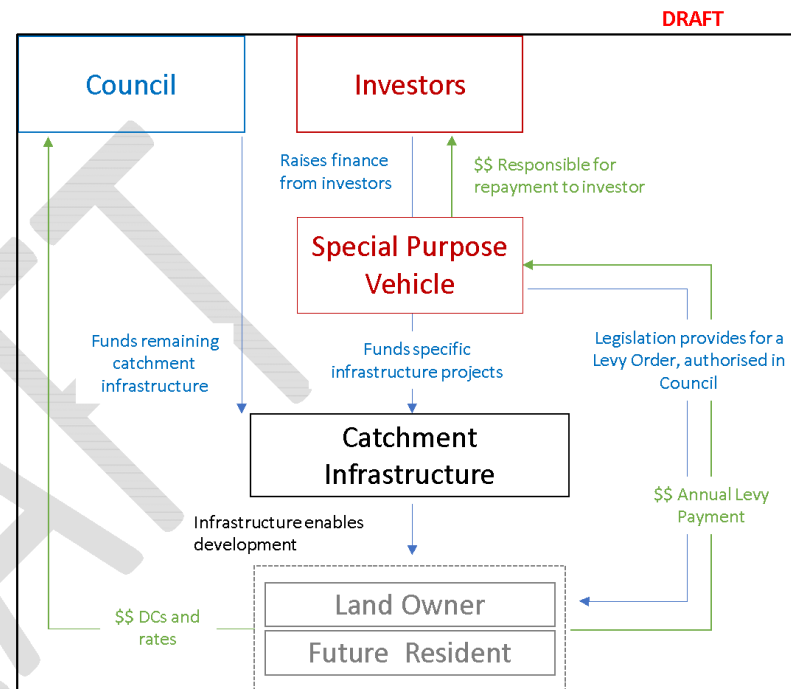 DRAFT
Council
Investors
Raises finance
from investors
$$ Responsible for
repayment to investor
Special Purpose
Vehicle
Funds remaining
catchment
infrastructure
Funds specific
infrastructure projects
Legislation provides for a
Levy Order, authorised in
Council
Catchment
Infrastructure
$$ Annual Levy
Payment
Infrastructure enables
development
Land Owner
$$ DCs and
rates
Future Resident